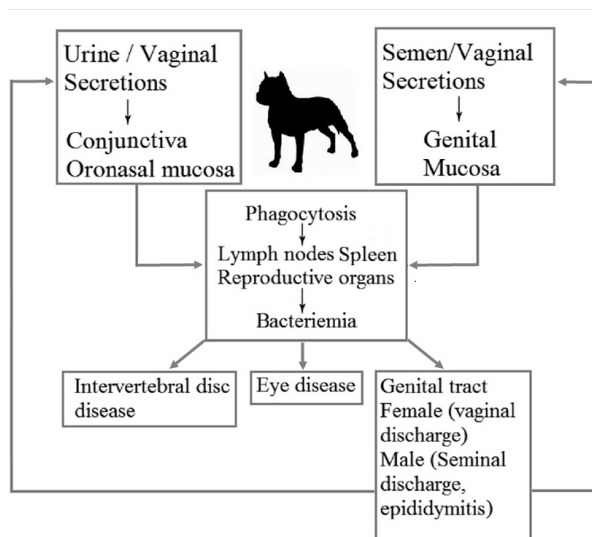 Urine / Vaginal
Secretions
Conjunctiva
Oronasal mucosa
Semen/Vaginal
Secretions
Genital
Mucosa
Phagocytosis
Lymph nodes Spleen
Reproductive organs
Bacteriemia
Intervertebral disc
disease
Eye disease
Genital tract
Female (vaginal
discharge)
Male (Seminal
discharge,
epididymitis)